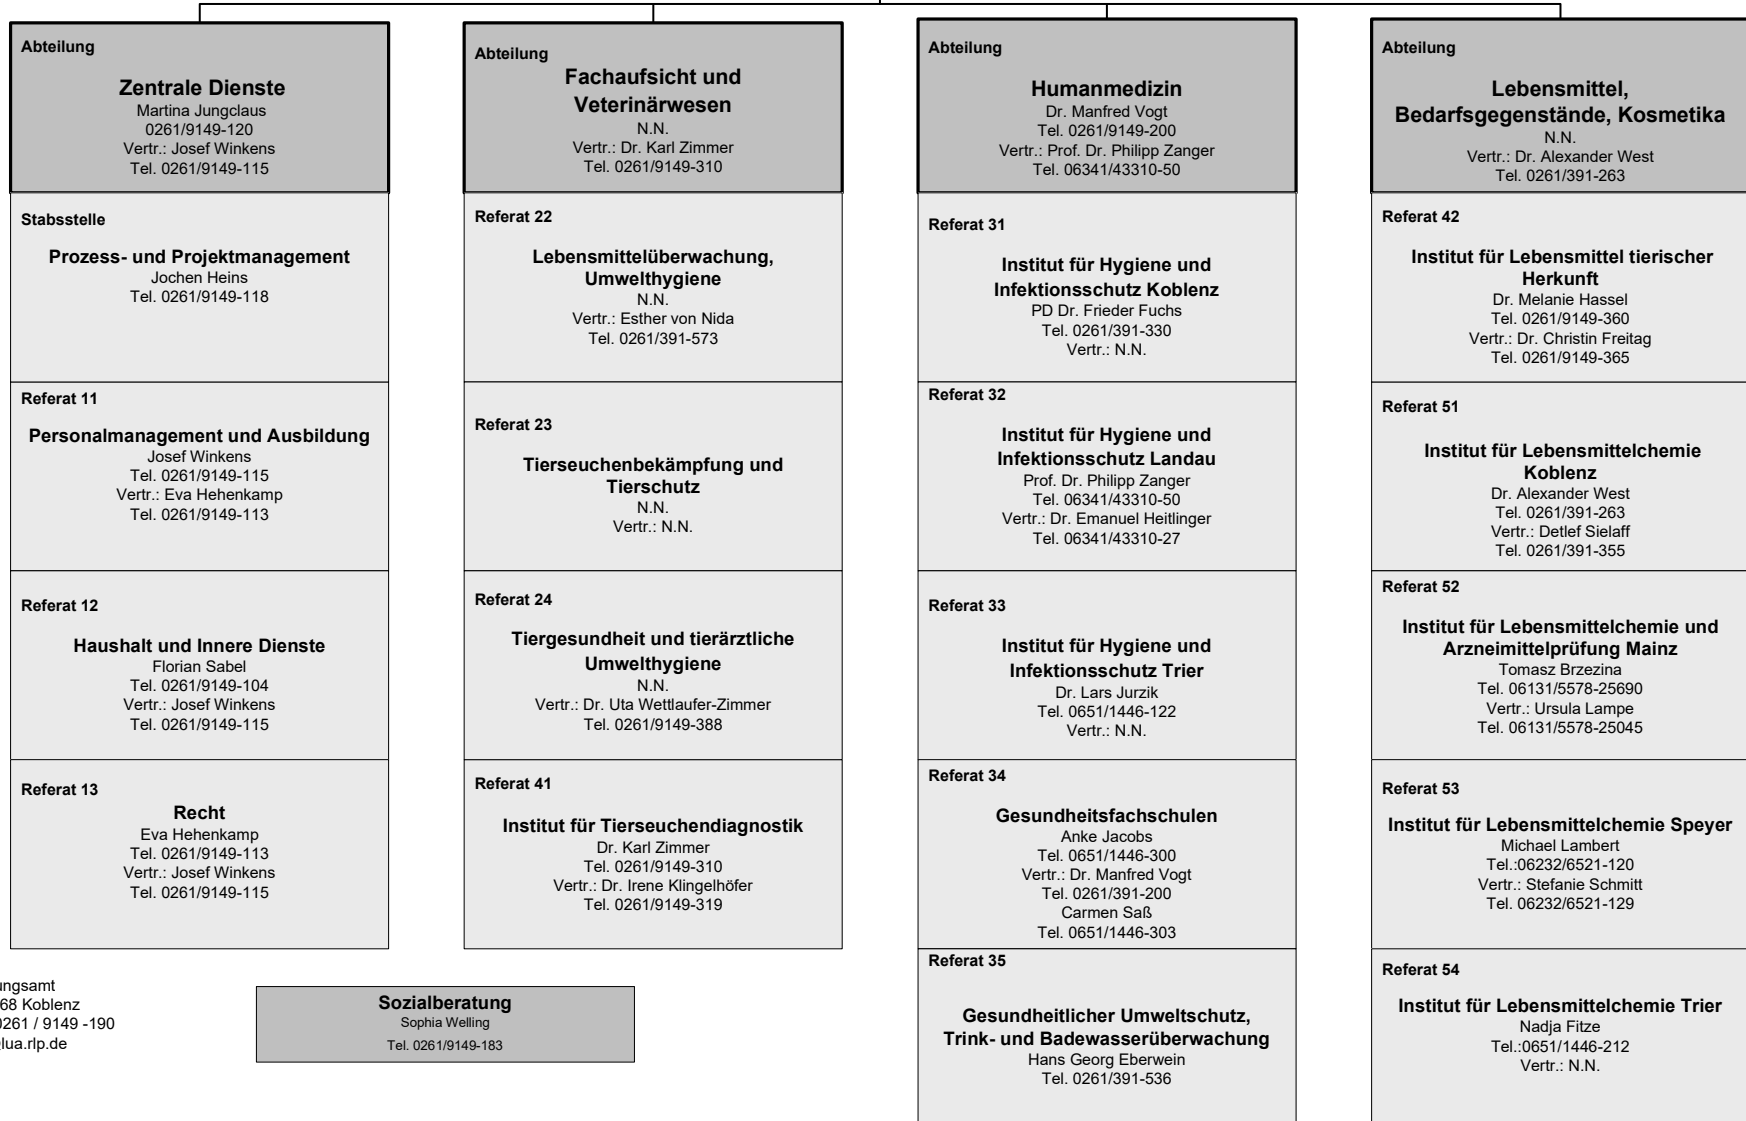 Abteilung
Zentrale Dienste
Martina Jungclaus
0261/9149-120
Vertr.: Josef Winkens
Tel. 0261/9149-115
Stabsstelle
Prozess- und Projektmanagement
Jochen Heins
Tel. 0261/9149-118
Referat 11
Personalmanagement und Ausbildung
Josef Winkens
Tel. 0261/9149-115
Vertr.: Eva Hehenkamp
Tel. 0261/9149-113
Referat 12
Haushalt und Innere Dienste
Florian Sabel
Tel. 0261/9149-104
Vertr.: Josef Winkens
Tel. 0261/9149-115
Referat 13
Recht
Eva Hehenkamp
Tel. 0261/9149-113
Vertr.: Josef Winkens
Tel. 0261/9149-115
Abteilung
Fachaufsicht und
Veterinärwesen
N.N.
Vertr.: Dr. Karl Zimmer
Tel. 0261/9149-310
Referat 22
Lebensmittelüberwachung,
Umwelthygiene
N.N.
Vertr.: Esther von Nida
Tel. 0261/391-573
Referat 23
Tierseuchenbekämpfung und
Tierschutz
N.N.
Vertr.: N.N.
Referat 24
Tiergesundheit und tierärztliche
Umwelthygiene
N.N.
Vertr.: Dr. Uta Wettlaufer-Zimmer
Tel. 0261/9149-388
Referat 41
Institut für Tierseuchendiagnostik
Dr. Karl Zimmer
Tel. 0261/9149-310
Vertr.: Dr. Irene Klingelhöfer
Tel. 0261/9149-319
Abteilung
Humanmedizin
Dr. Manfred Vogt
Tel. 0261/9149-200
Vertr.: Prof. Dr. Philipp Zanger
Tel. 06341/43310-50
Referat 31
Institut für Hygiene und
Infektionsschutz Koblenz
PD Dr. Frieder Fuchs
Tel. 0261/391-330
Vertr.: N.N.
Referat 32
Institut für Hygiene und
Infektionsschutz Landau
Prof. Dr. Philipp Zanger
Tel. 06341/43310-50
Vertr.: Dr. Emanuel Heitlinger
Tel. 06341/43310-27
Referat 33
Institut für Hygiene und
Infektionsschutz Trier
Dr. Lars Jurzik
Tel. 0651/1446-122
Vertr.: N.N.
Referat 34
Gesundheitsfachschulen
Anke Jacobs
Tel. 0651/1446-300
Vertr.: Dr. Manfred Vogt
Tel. 0261/391-200
Carmen Saß
Tel. 0651/1446-303
Referat 35
Gesundheitlicher Umweltschutz,
Trink- und Badewasserüberwachung
Hans Georg Eberwein
Tel. 0261/391-536
Abteilung
Lebensmittel,
Bedarfsgegenstände, Kosmetika
N.N.
Vertr.: Dr. Alexander West
Tel. 0261/391-263
Referat 42
Institut für Lebensmittel tierischer
Herkunft
Dr. Melanie Hassel
Tel. 0261/9149-360
Vertr.: Dr. Christin Freitag
Tel. 0261/9149-365
Referat 51
Institut für Lebensmittelchemie
Koblenz
Dr. Alexander West
Tel. 0261/391-263
Vertr.: Detlef Sielaff
Tel. 0261/391-355
Referat 52
Institut für Lebensmittelchemie und
Arzneimittelprüfung Mainz
Tomasz Brzezina
Tel. 06131/5578-25690
Vertr.: Ursula Lampe
Tel. 06131/5578-25045
Referat 53
Institut für Lebensmittelchemie Speyer
Michael Lambert
Tel.:06232/6521-120
Vertr.: Stefanie Schmitt
Tel. 06232/6521-129
Referat 54
Institut für Lebensmittelchemie Trier
Nadja Fitze
Tel.:0651/1446-212
Vertr.: N.N.
ungsamt
68 Koblenz
0261 / 9149 -190
lua.rlp.de
Sozialberatung
Sophia Welling
Tel. 0261/9149-183